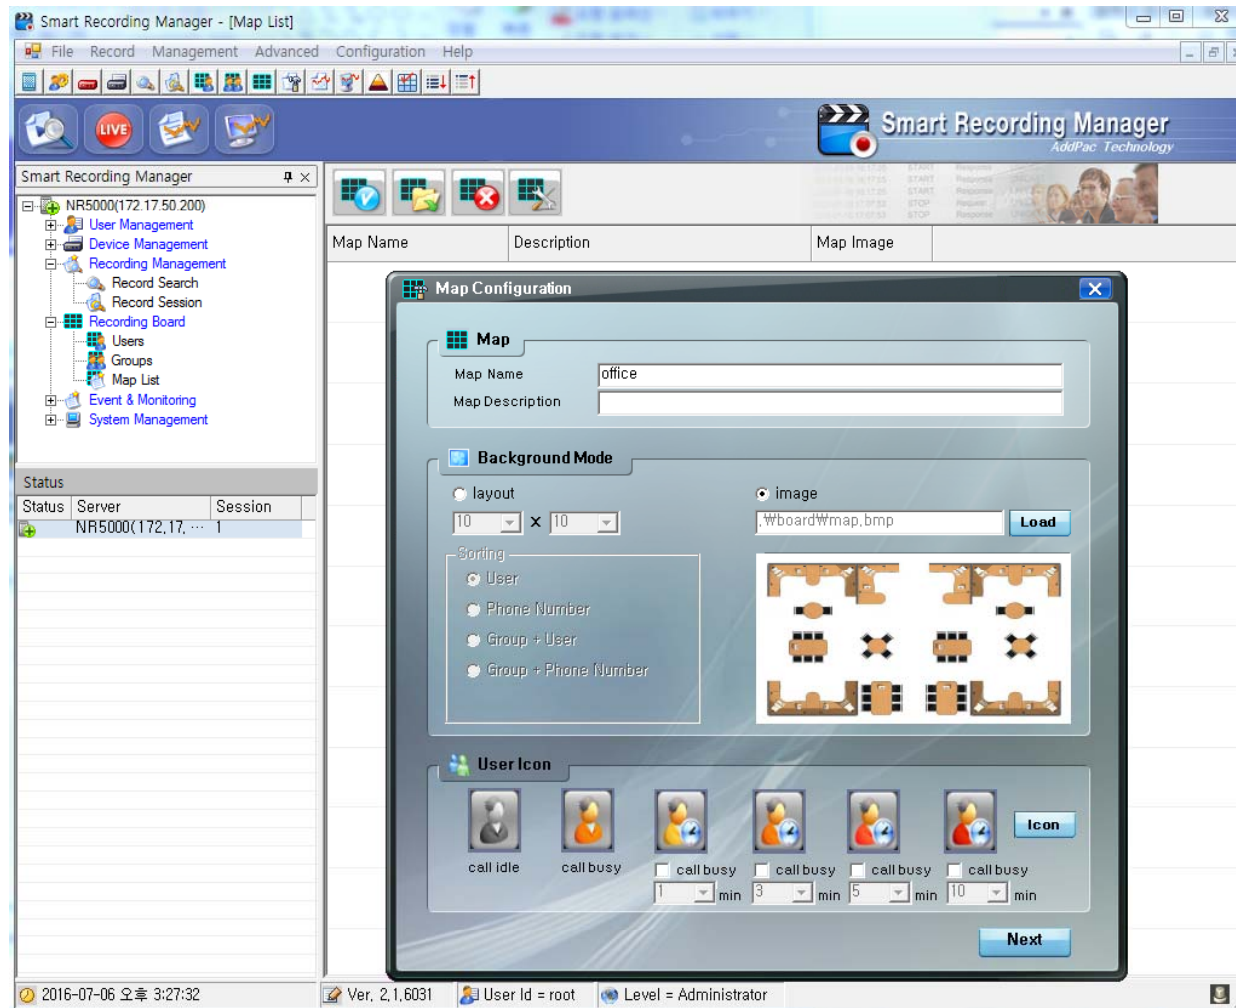 Smart Recording Manager - [Map List]
File Record Management Advanced Configuration Help
LIVE
Smart Recording Manager
AddPac Technology
Smart Recording Manager
NR5000(172.17.50.200)
User Management
Device Management
Recording Management
Record Search
Record Session
Recording Board
Users
Groups
Map List
Event & Monitoring
System Management
Status
Status Server Session
NR5000(172,17, ··· 1
Map Name Description Map Image
Map Configuration
Map
Map Name office
Map Description
Background Mode
layout
10 X 10
Sorting
User
Phone Number
Group + User
Group + Phone Number
image
.₩board₩map,bmp Load
User Icon
Icon
call idle call busy call busy call busy call busy call busy
1 min 3 min 5 min 10 min
Next
2016-07-06 오후 3:27:32 Ver, 2,1,6031 User Id = root Level = Administrator